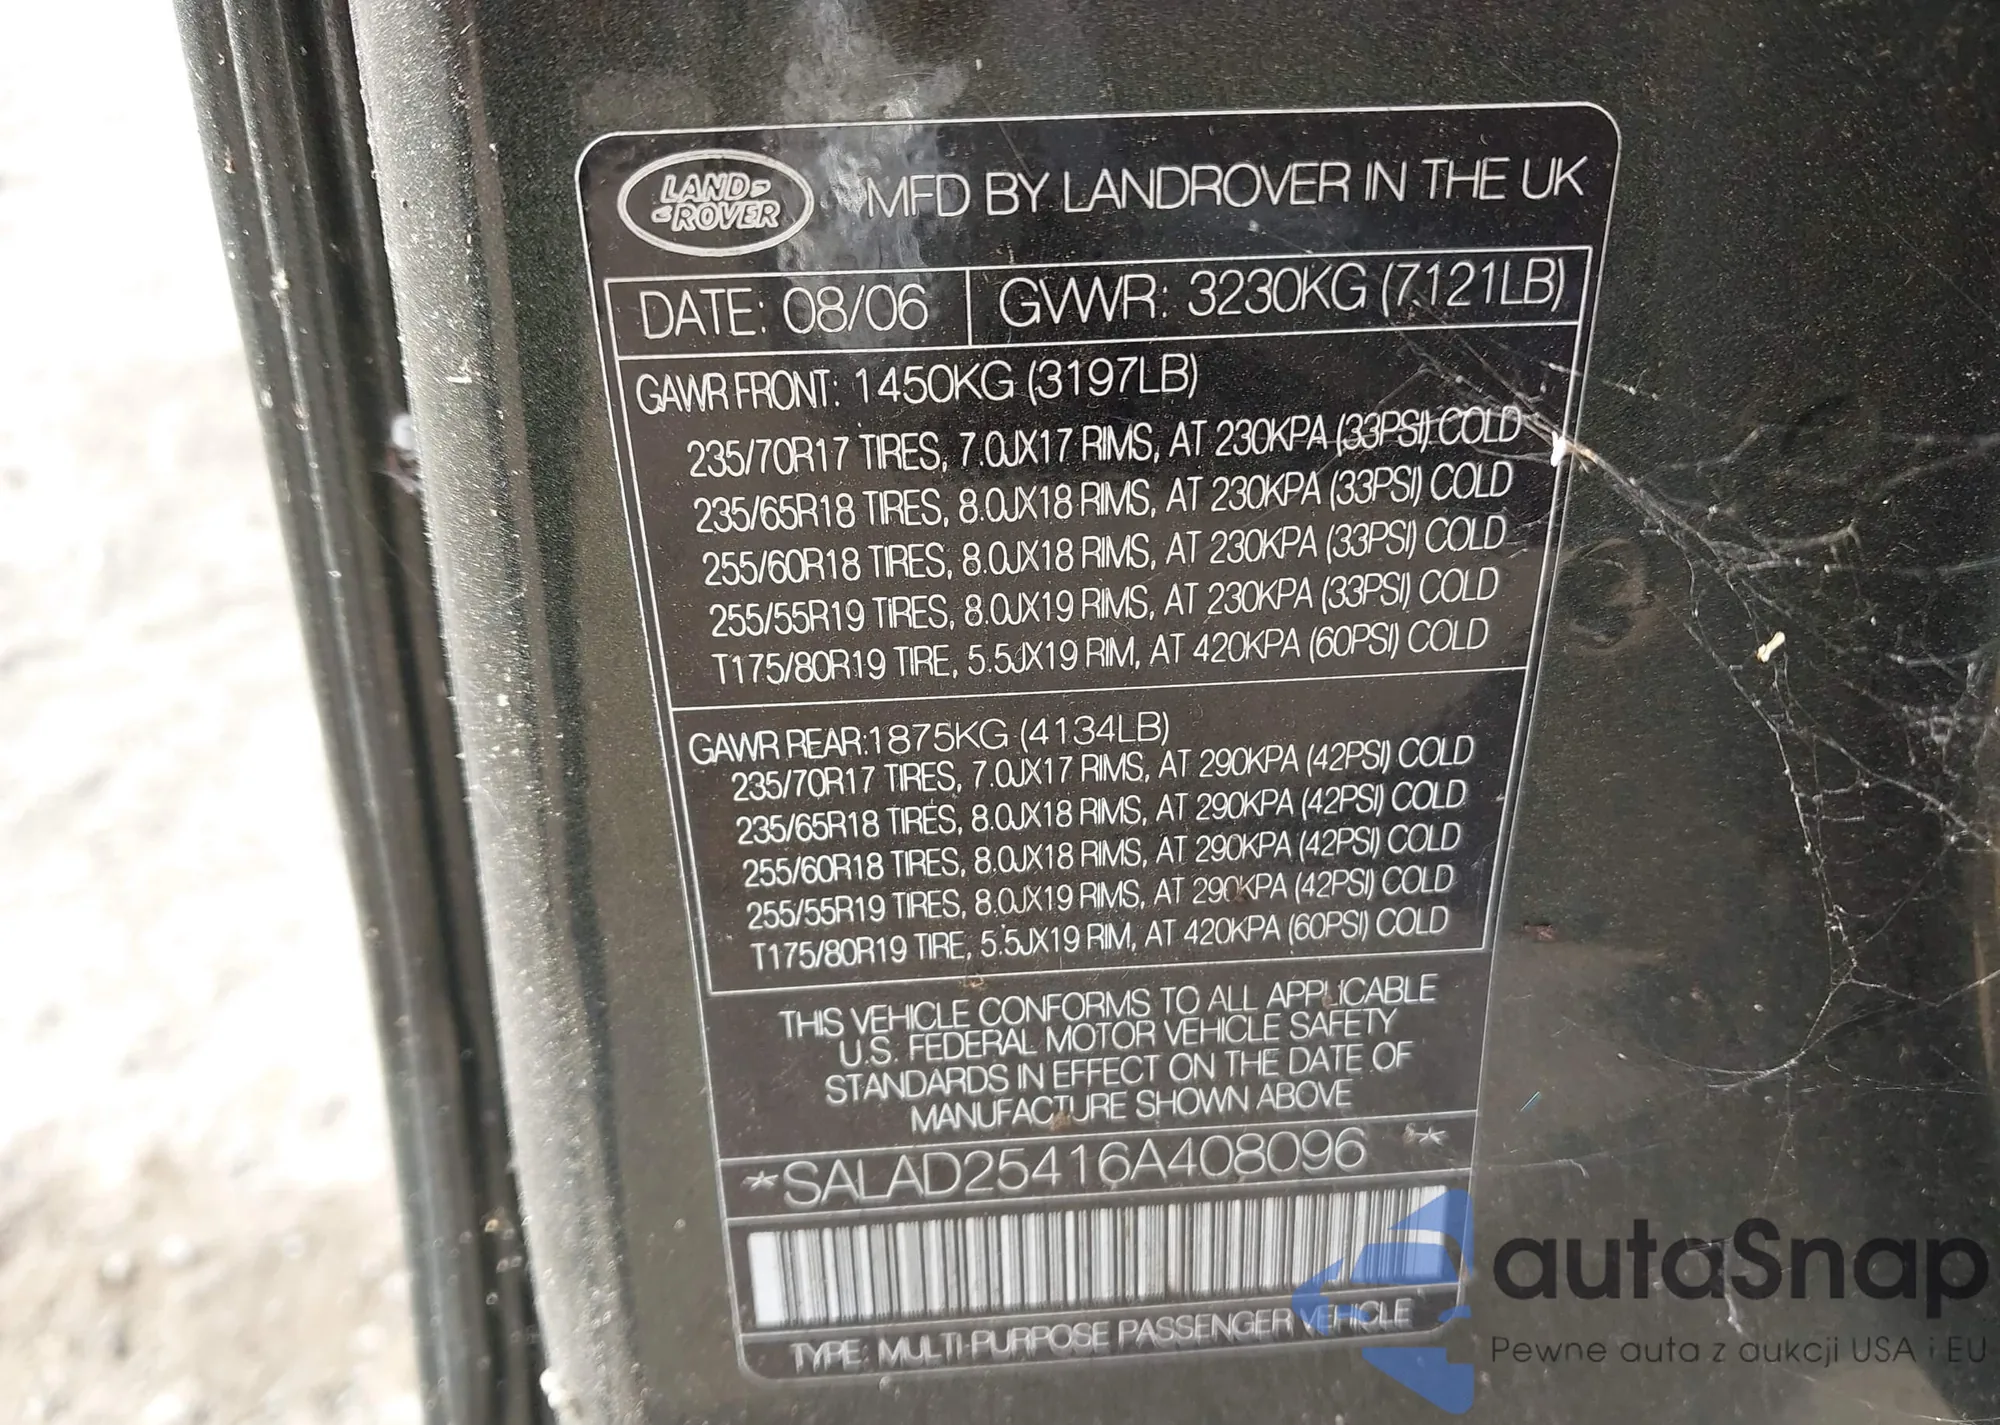 LAND ROVER
MFD BY LANDROVER IN THE UK
DATE: 08/06 GVWR: 3230KG (7121LB)
GAWR FRONT: 1450KG (3197LB)
235/70R17 TIRES, 7.0JX17 RIMS, AT 230KPA (33PSI) COLD
235/65R18 TIRES, 8.0JX18 RIMS, AT 230KPA (33PSI) COLD
255/60R18 TIRES, 8.0JX18 RIMS, AT 230KPA (33PSI) COLD
255/55R19 TIRES, 8.0JX19 RIMS, AT 230KPA (33PSI) COLD
T175/80R19 TIRE, 5.5JX19 RIM, AT 420KPA (60PSI) COLD
GAWR REAR:1875KG (4134LB)
235/70R17 TIRES, 7.0JX17 RIMS, AT 290KPA (42PSI) COLD
235/65R18 TIRES, 8.0JX18 RIMS, AT 290KPA (42PSI) COLD
255/60R18 TIRES, 8.0JX18 RIMS, AT 290KPA (42PSI) COLD
255/55R19 TIRES, 8.0JX19 RIMS, AT 290KPA (42PSI) COLD
T175/80R19 TIRE, 5.5JX19 RIM, AT 420KPA (60PSI) COLD
THIS VEHICLE CONFORMS TO ALL APPLICABLE
U.S. FEDERAL MOTOR VEHICLE SAFETY
STANDARDS IN EFFECT ON THE DATE OF
MANUFACTURE SHOWN ABOVE
*SALAD25416A408096 *
TYPE: MULTI-PURPOSE PASSENGER VEHICLE
autaSnap
Pewne auta z aukcji USA i EU